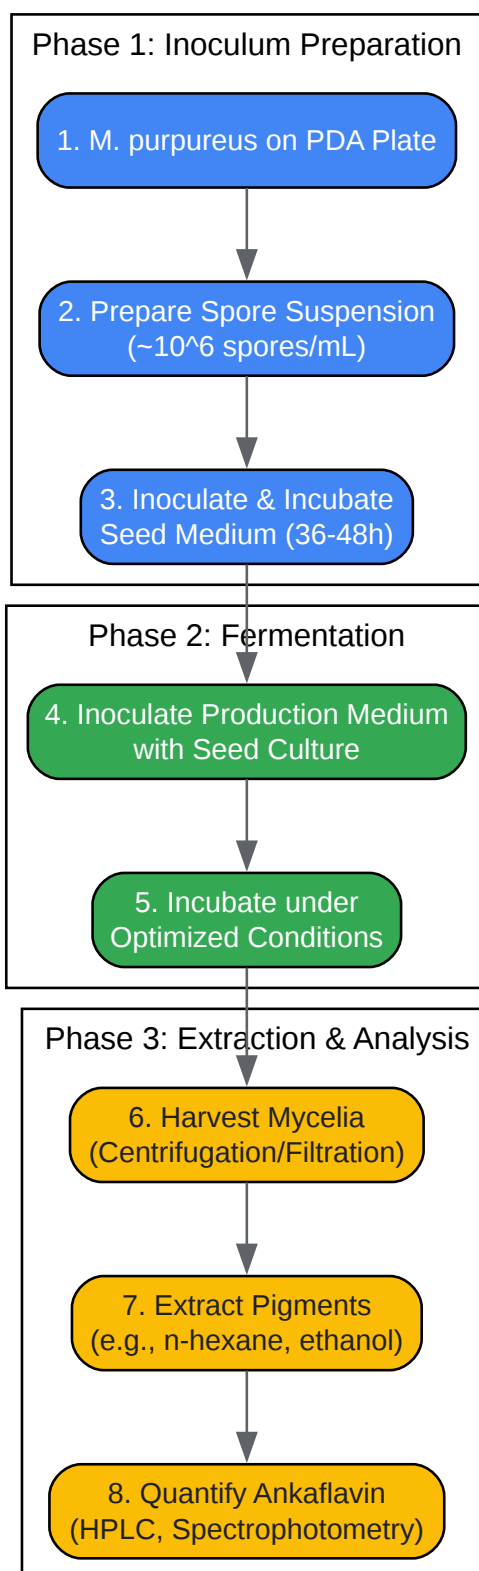 Phase 1: Inoculum Preparation
1. M. purpureus on PDA Plate
2. Prepare Spore Suspension
(~10^6 spores/mL)
3. Inoculate & Incubate
Seed Medium (36-48h)
Phase 2: Fermentation
4. Inoculate Production Medium
with Seed Culture
5. Incubate under
Optimized Conditions
Phase 3: Extraction & Analysis
6. Harvest Mycelia
(Centrifugation/Filtration)
7. Extract Pigments
(e.g., n-hexane, ethanol)
8. Quantify Ankaflavin
(HPLC, Spectrophotometry)